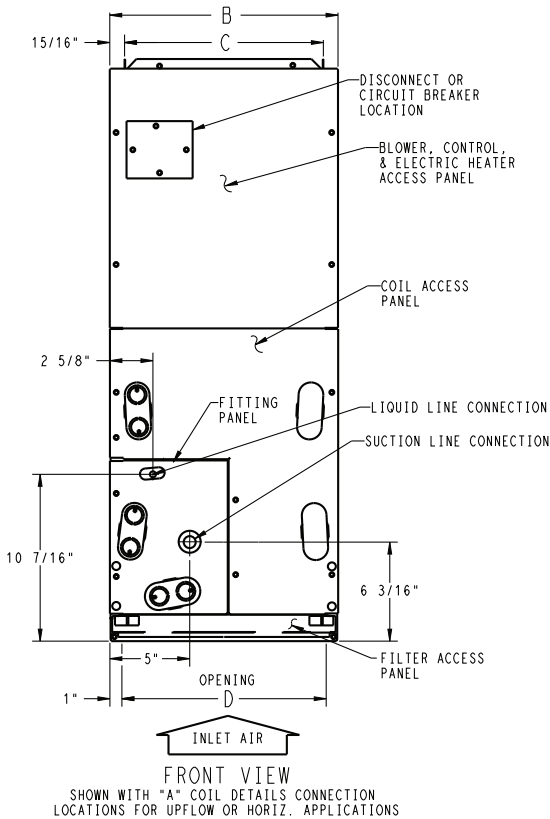 B
15/16"
C
DISCONNECT OR
CIRCUIT BREAKER
LOCATION
BLOWER, CONTROL,
& ELECTRIC HEATER
ACCESS PANEL
COIL ACCESS
PANEL
2 5/8"
FITTING
PANEL
LIQUID LINE CONNECTION
SUCTION LINE CONNECTION
10 7/16"
6 3/16"
5"
FILTER ACCESS
PANEL
OPENING
1"
D
INLET AIR
FRONT VIEW
SHOWN WITH "A" COIL DETAILS CONNECTION
LOCATIONS FOR UPFLOW OR HORIZ. APPLICATIONS